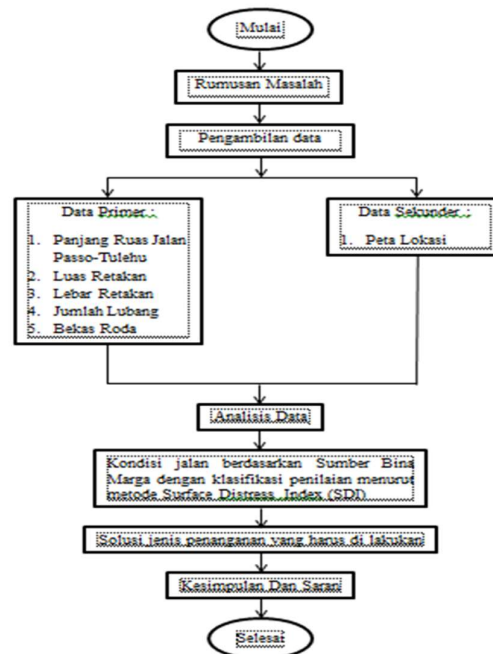 Mulai
Rumusan Masalah
Pengambilan data
Data Primer :
1. Panjang Ruas Jalan
Passo-Tulehu
2. Luas Retakan
3. Lebar Retakan
4. Jumlah Lubang
5. Bekas Roda
Data Sekunder :
1. Peta Lokasi
Analisis Data
Kondisi jalan berdasarkan Sumber Bina
Marga dengan klasifikasi penilaian menurut
metode Surface Distress Index (SDI)
Solusi jenis penanganan yang harus di lakukan
Kesimpulan Dan Saran
Selesai